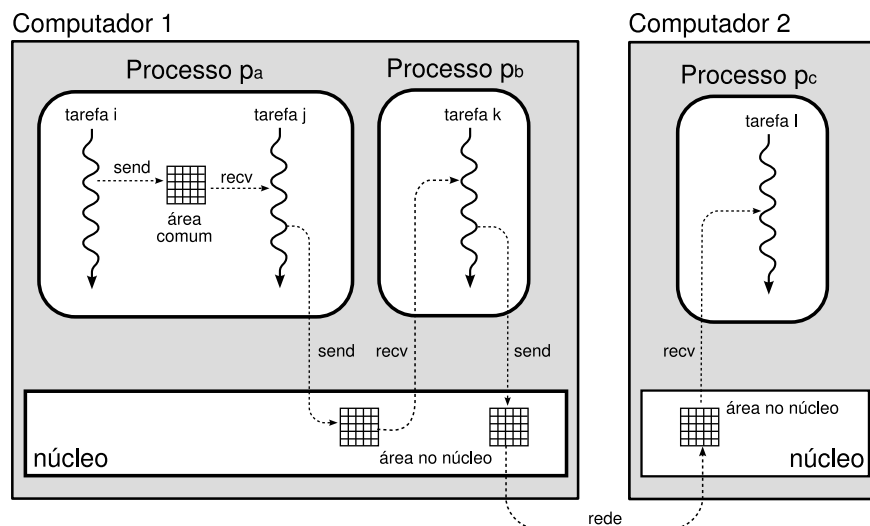 Computador 1
Computador 2
Processo pa
Processo pb
Processo pc
tarefa i
tarefa j
tarefa k
tarefa l
send
recv
área
comum
send
recv
send
recv
área no núcleo
área no núcleo
núcleo
núcleo
rede